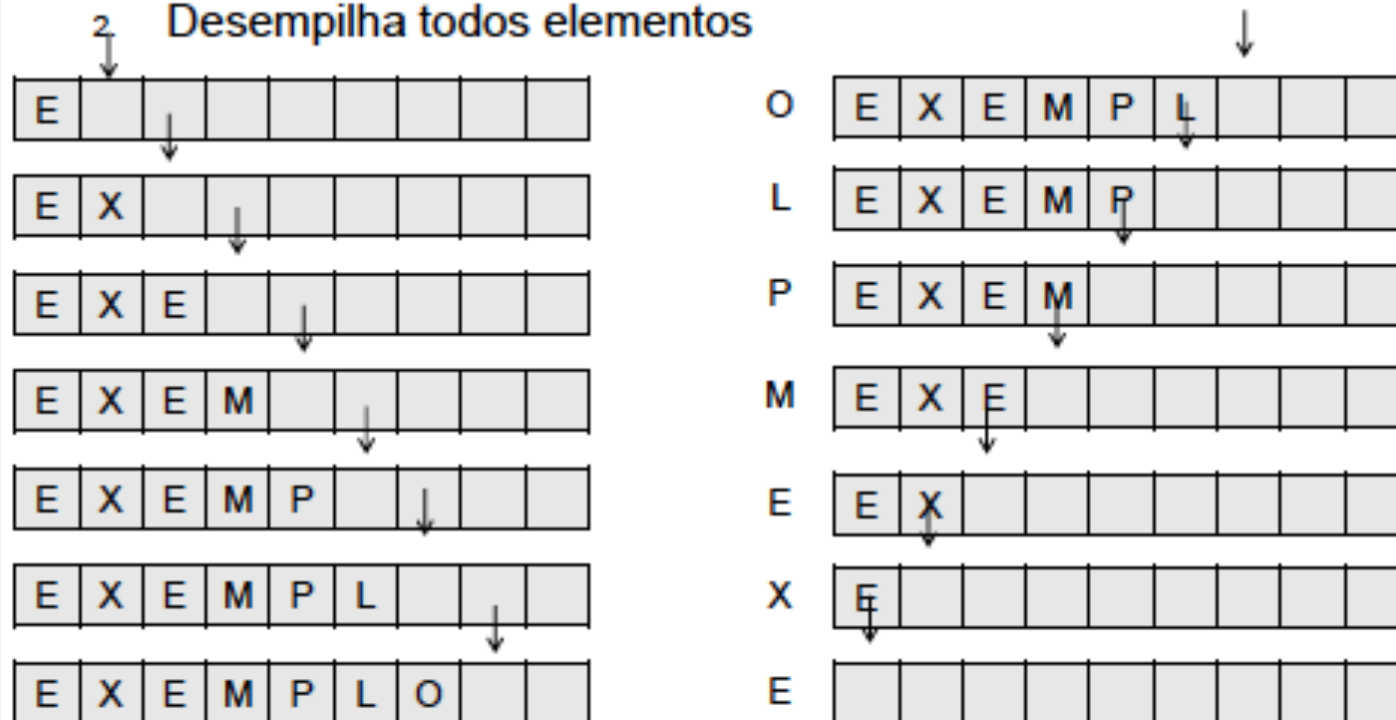 2. Desempilha todos elementos
E
E X
E X E
E X E M
E X E M P
E X E M P L
E X E M P L O
O E X E M P L
L E X E M P
P E X E M
M E X E
E E X
X E
E